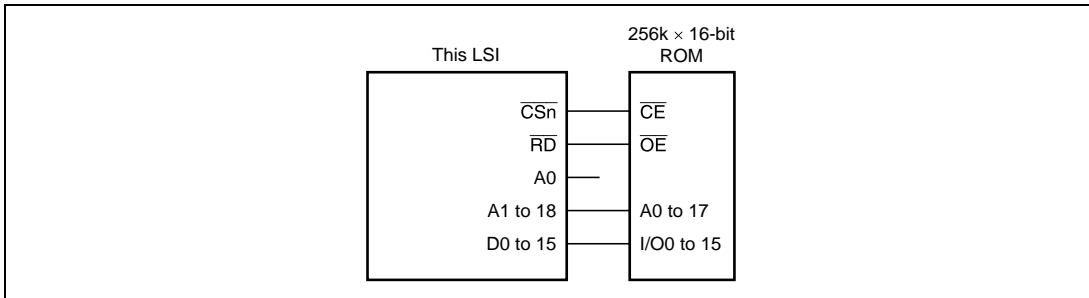 256k × 16-bit
This LSI ROM
CSn CE
RD OE
A0
A1 to 18 A0 to 17
D0 to 15 I/O0 to 15